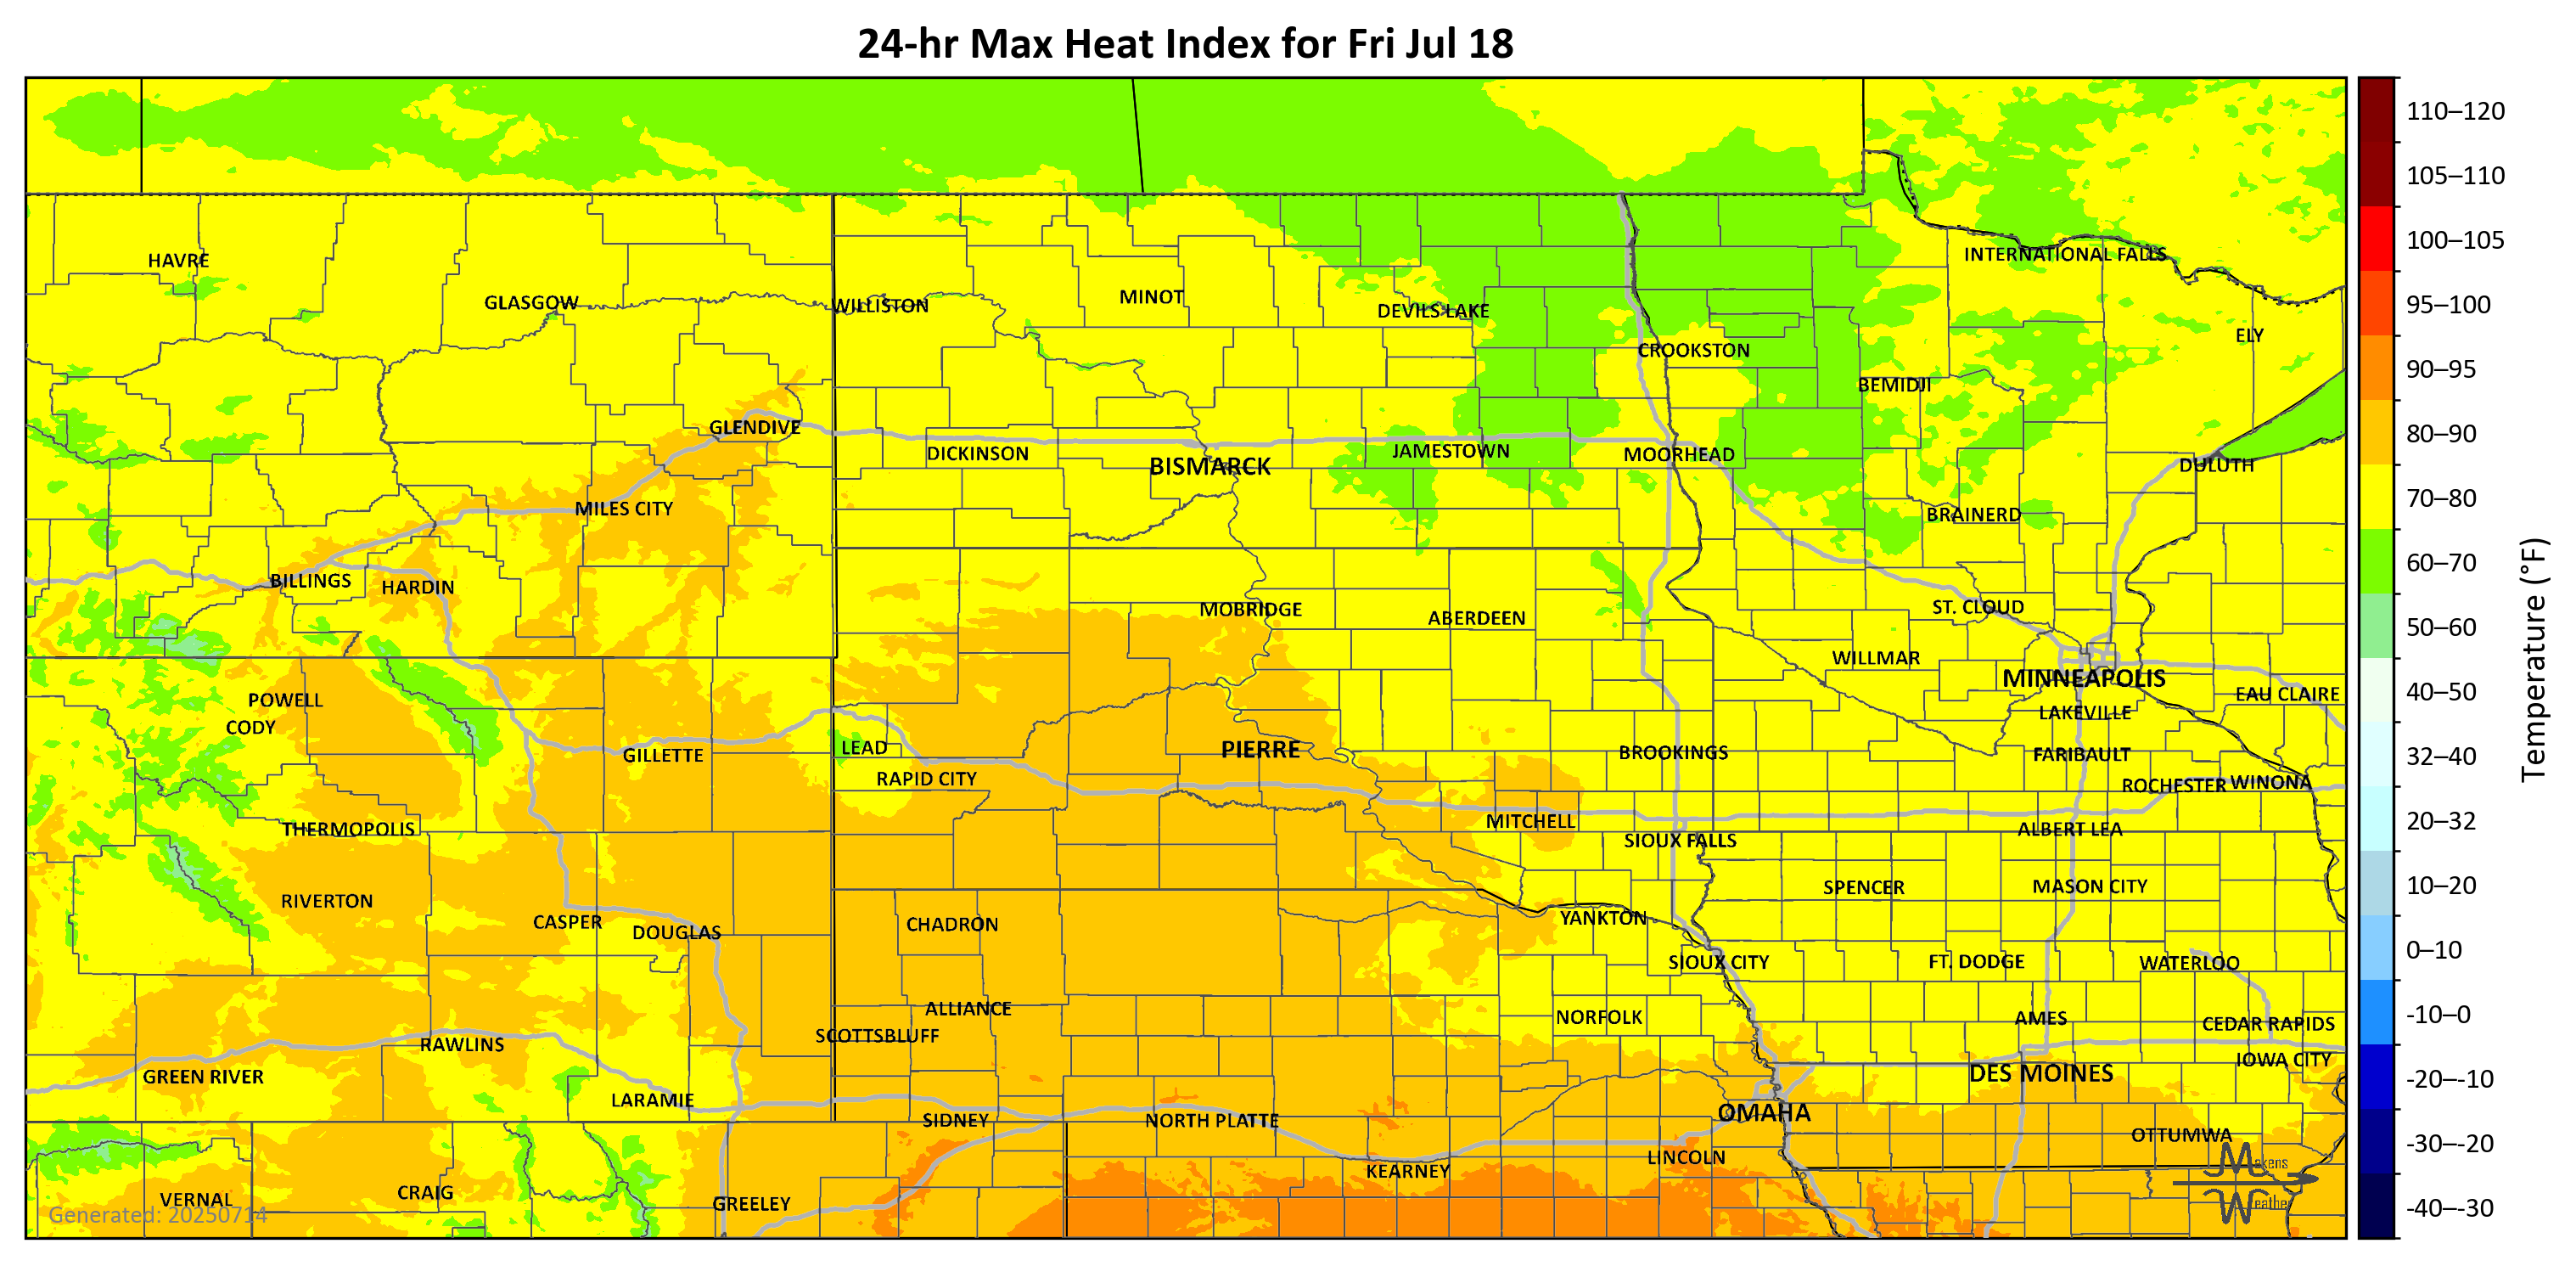 24-hr Max Heat Index for Fri Jul 18
110–120
105–110
100–105
95–100
90–95
80–90
70–80
60–70
50–60
40–50
32–40
20–32
10–20
0–10
-10–0
-20–-10
-30–-20
-40–-30
Temperature (°F)
HAVRE
GLASGOW
WILLISTON
MINOT
DEVILS LAKE
INTERNATIONAL FALLS
ELY
CROOKSTON
BEMIDJI
GLENDIVE
DICKINSON
BISMARCK
JAMESTOWN
MOORHEAD
DULUTH
MILES CITY
BRAINERD
BILLINGS
HARDIN
MOBRIDGE
ABERDEEN
ST. CLOUD
WILLMAR
MINNEAPOLIS
EAU CLAIRE
POWELL
CODY
LAKEVILLE
GILLETTE
LEAD
PIERRE
BROOKINGS
FARIBAULT
RAPID CITY
ROCHESTER
WINONA
THERMOPOLIS
MITCHELL
SIOUX FALLS
ALBERT LEA
RIVERTON
SPENCER
MASON CITY
CASPER
DOUGLAS
CHADRON
YANKTON
SIOUX CITY
FT. DODGE
WATERLOO
ALLIANCE
NORFOLK
AMES
CEDAR RAPIDS
SCOTTSBLUFF
RAWLINS
IOWA CITY
GREEN RIVER
DES MOINES
LARAMIE
SIDNEY
NORTH PLATTE
OMAHA
OTTUMWA
KEARNEY
LINCOLN
VERNAL
CRAIG
GREELEY
Generated: 20250714
Makens
Weather